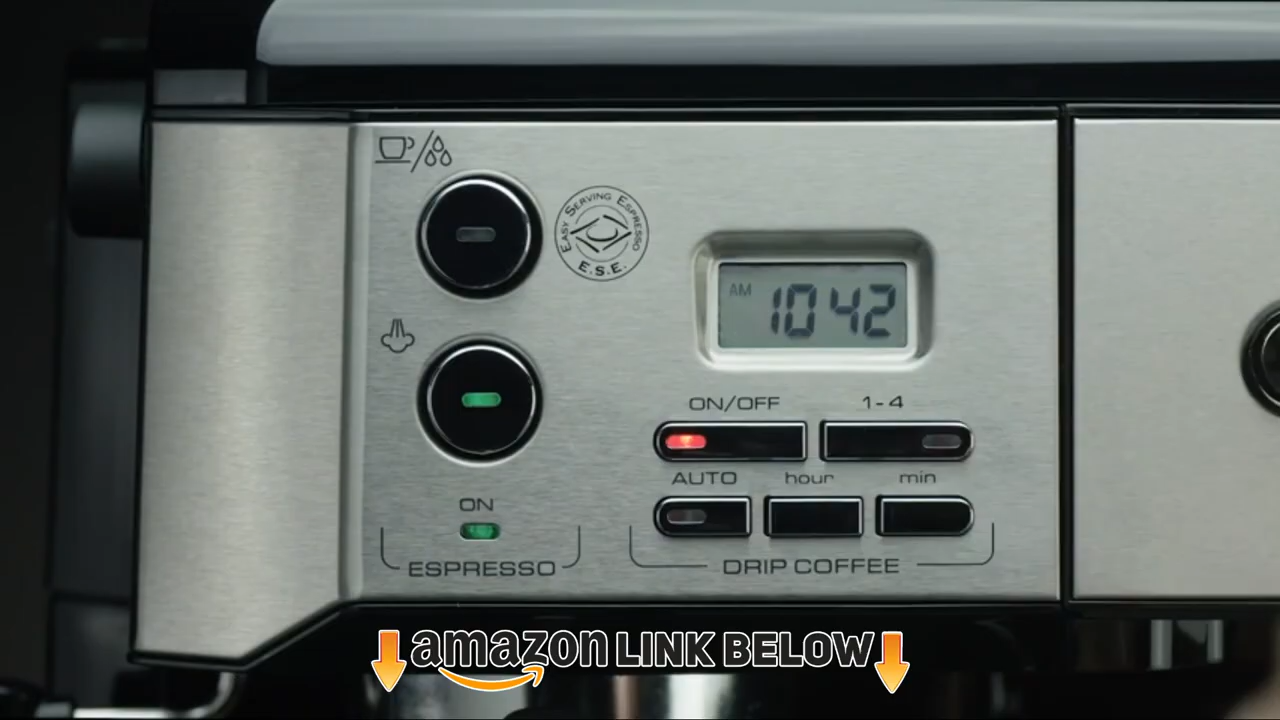 EASY SERVING ESPRESSO
E.S.E.
AM 10 42
ON/OFF 1-4
AUTO hour min
ON
ESPRESSO
DRIP COFFEE
amazon LINK BELOW